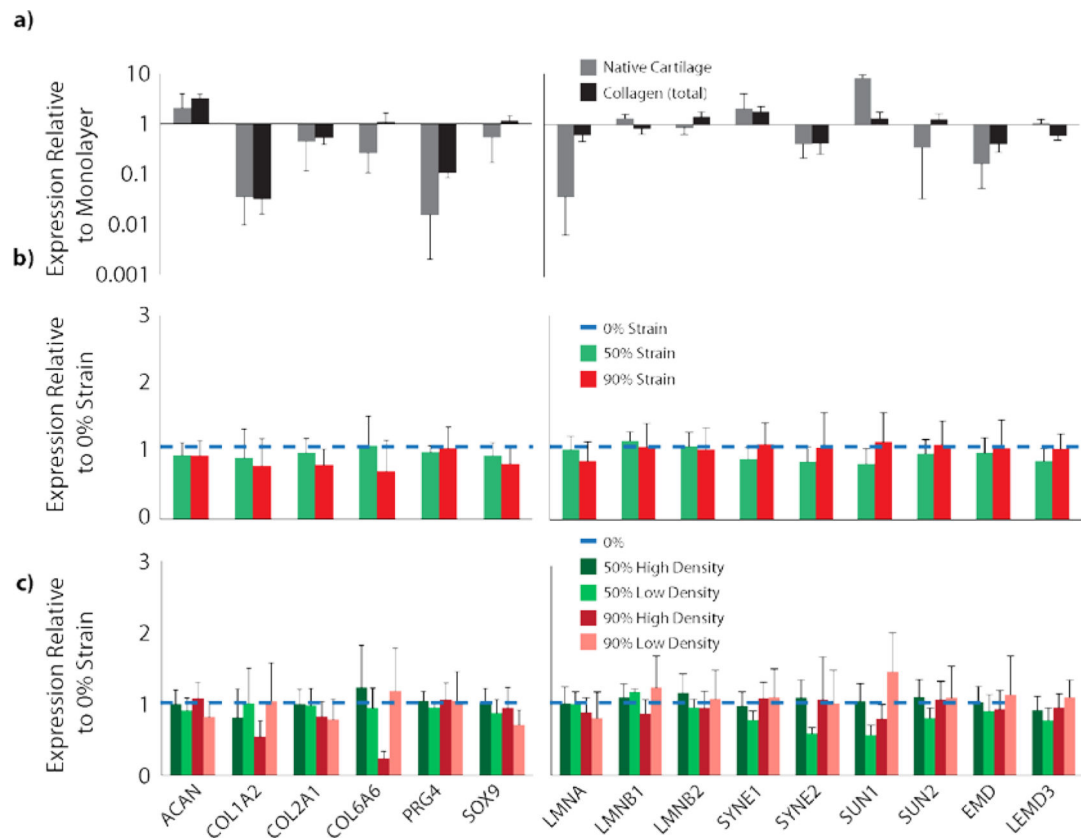 a)
Expression Relative
to Monolayer
10
1
0.1
0.01
0.001
Native Cartilage
Collagen (total)
b)
Expression Relative
to 0% Strain
3
2
1
0
0% Strain
50% Strain
90% Strain
c)
Expression Relative
to 0% Strain
3
2
1
0
0%
50% High Density
50% Low Density
90% High Density
90% Low Density
ACAN
COL1A2
COL2A1
COL6A6
PRG4
SOX9
LMNA
LMNB1
LMNB2
SYNE1
SYNE2
SUN1
SUN2
EMD
LEMD3